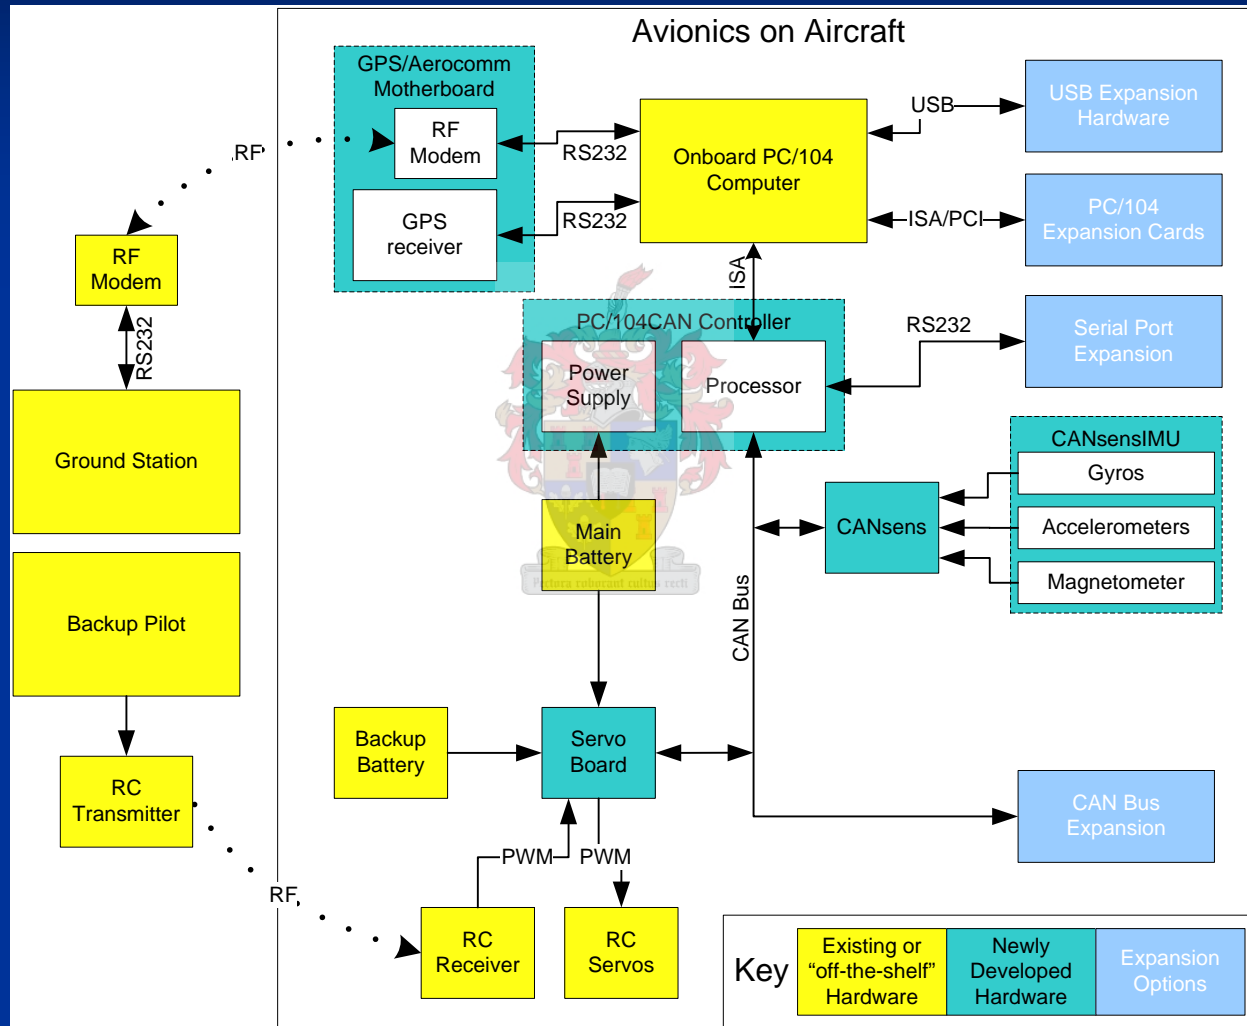 Avionics on Aircraft
GPS/Aerocomm
Motherboard
RF
Modem
GPS
receiver
RS232
RS232
Onboard PC/104
Computer
USB
USB Expansion
Hardware
ISA/PCI
PC/104
Expansion Cards
RF
RF
Modem
RS232
Ground Station
Backup Pilot
RC
Transmitter
RF
ISA
PC/104CAN Controller
Power
Supply
Processor
RS232
Serial Port
Expansion
CANsensIMU
Gyros
Accelerometers
Magnetometer
CANsens
Main
Battery
Pectora roborant cultus recti
CAN Bus
Backup
Battery
Servo
Board
CAN Bus
Expansion
PWM
PWM
RC
Receiver
RC
Servos
Key
Existing or
“off-the-shelf”
Hardware
Newly
Developed
Hardware
Expansion
Options